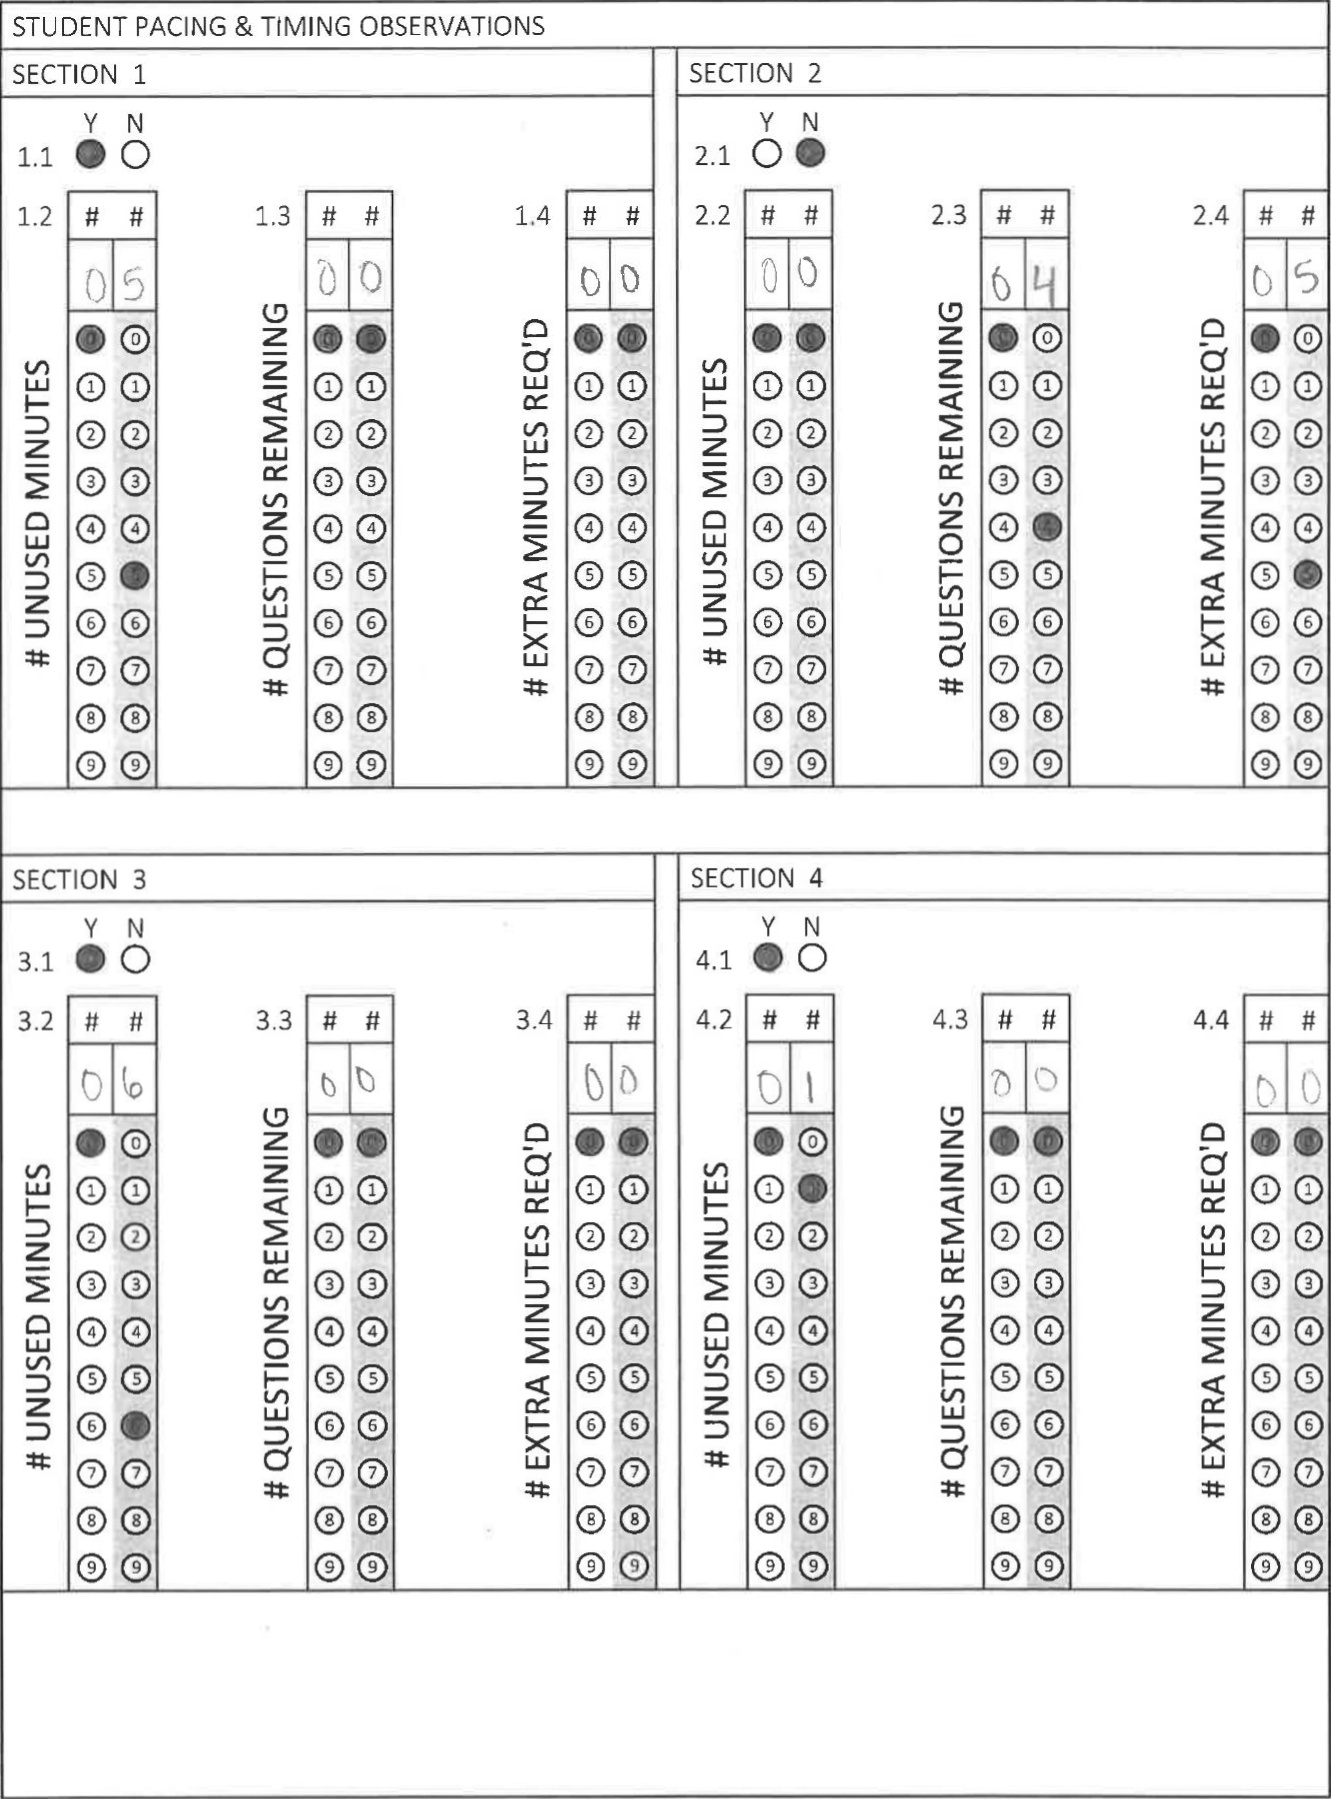 STUDENT PACING & TIMING OBSERVATIONS
SECTION 1
Y N
1.1
1.2 # # 1.3 # # 1.4 # #
0 5 0 0 0 0
# UNUSED MINUTES
# QUESTIONS REMAINING
# EXTRA MINUTES REQ'D
0 0 0 0 0 0
1 1 1 1 1 1
2 2 2 2 2 2
3 3 3 3 3 3
4 4 4 4 4 4
5 5 5 5 5 5
6 6 6 6 6 6
7 7 7 7 7 7
8 8 8 8 8 8
9 9 9 9 9 9
SECTION 2
Y N
2.1
2.2 # # 2.3 # # 2.4 # #
0 0 0 4 0 5
# UNUSED MINUTES
# QUESTIONS REMAINING
# EXTRA MINUTES REQ'D
0 0 0 0 0 0
1 1 1 1 1 1
2 2 2 2 2 2
3 3 3 3 3 3
4 4 4 4 4 4
5 5 5 5 5 5
6 6 6 6 6 6
7 7 7 7 7 7
8 8 8 8 8 8
9 9 9 9 9 9
SECTION 3
Y N
3.1
3.2 # # 3.3 # # 3.4 # #
0 6 0 0 0 0
# UNUSED MINUTES
# QUESTIONS REMAINING
# EXTRA MINUTES REQ'D
0 0 0 0 0
1 1 1 1 1 1
2 2 2 2 2 2
3 3 3 3 3 3
4 4 4 4 4 4
5 5 5 5 5 5
6 6 6 6 6 6
7 7 7 7 7 7
8 8 8 8 8 8
9 9 9 9 9 9
SECTION 4
Y N
4.1
4.2 # # 4.3 # # 4.4 # #
0 1 0 0 0 0
# UNUSED MINUTES
# QUESTIONS REMAINING
# EXTRA MINUTES REQ'D
0 0 0 0 0 0
1 1 1 1 1
2 2 2 2 2 2
3 3 3 3 3 3
4 4 4 4 4 4
5 5 5 5 5 5
6 6 6 6 6 6
7 7 7 7 7 7
8 8 8 8 8 8
9 9 9 9 9 9